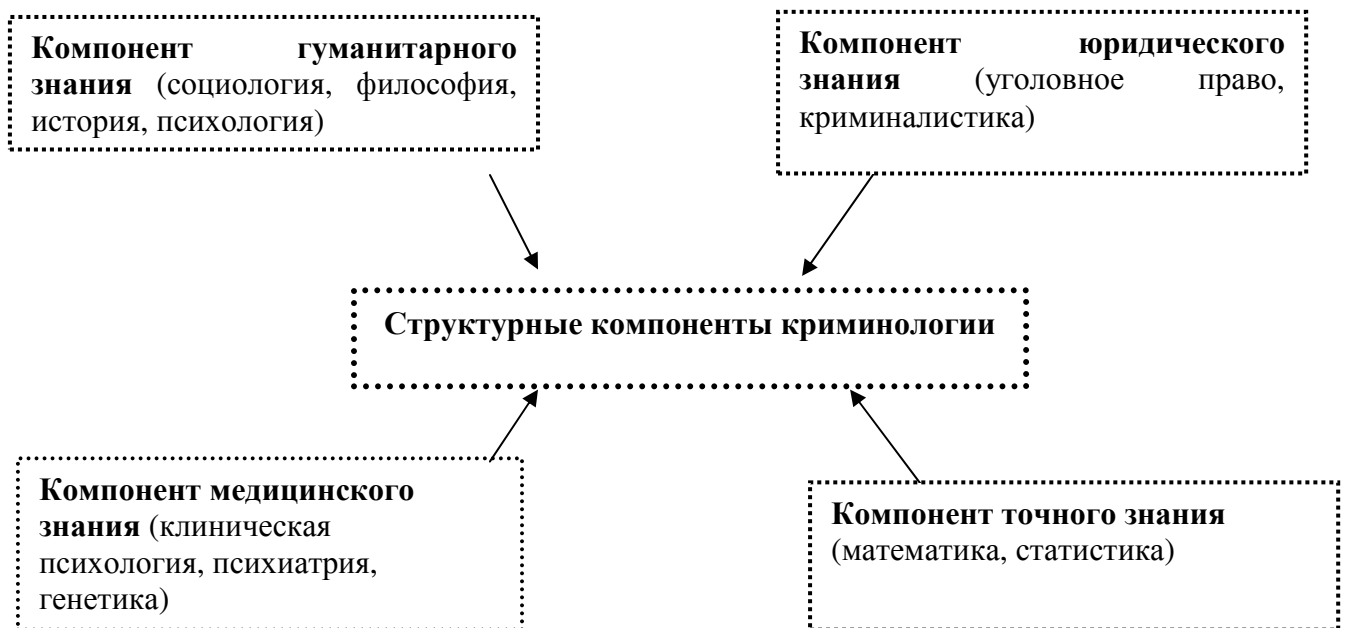 Компонент гуманитарного
знания (социология, философия,
история, психология)
Компонент юридического
знания (уголовное право,
криминалистика)
Структурные компоненты криминологии
Компонент медицинского
знания (клиническая
психология, психиатрия,
генетика)
Компонент точного знания
(математика, статистика)